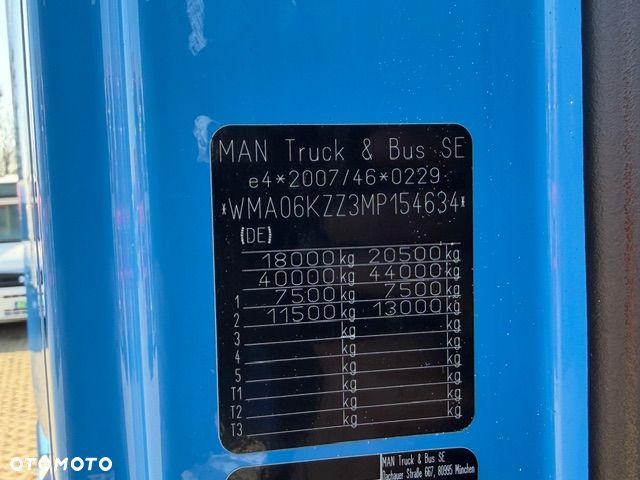 MAN Truck & Bus SE
e4*2007/46*0229
*WMA06KZZ3MP154634*
(DE)
18000 kg 20500 kg
40000 kg 44000 kg
1 7500 kg 7500 kg
2 11500 kg 13000 kg
3 kg kg
4 kg kg
5 kg kg
T1 kg kg
T2 kg kg
T3 kg kg
MAN Truck & Bus SE
Dachauer Straße 667, 80995 München
OTOMOTO